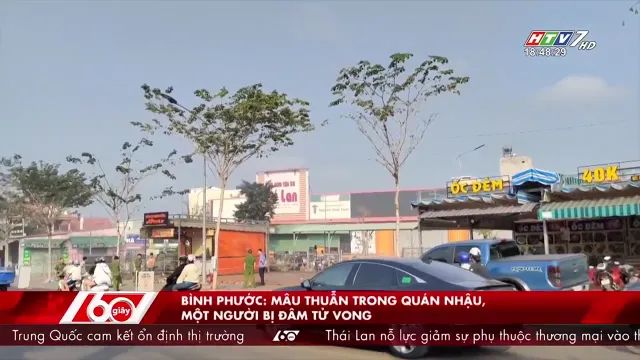 HTV7 HD
18:48:29
Lan
ỐC ĐÊM
40K
ỐC ĐÊM
60 giây
BÌNH PHƯỚC: MÂU THUẪN TRONG QUÁN NHẬU,
MỘT NGƯỜI BỊ ĐÂM TỬ VONG
Trung Quốc cam kết ổn định thị trường
Thái Lan nỗ lực giảm sự phụ thuộc thương mại vào t